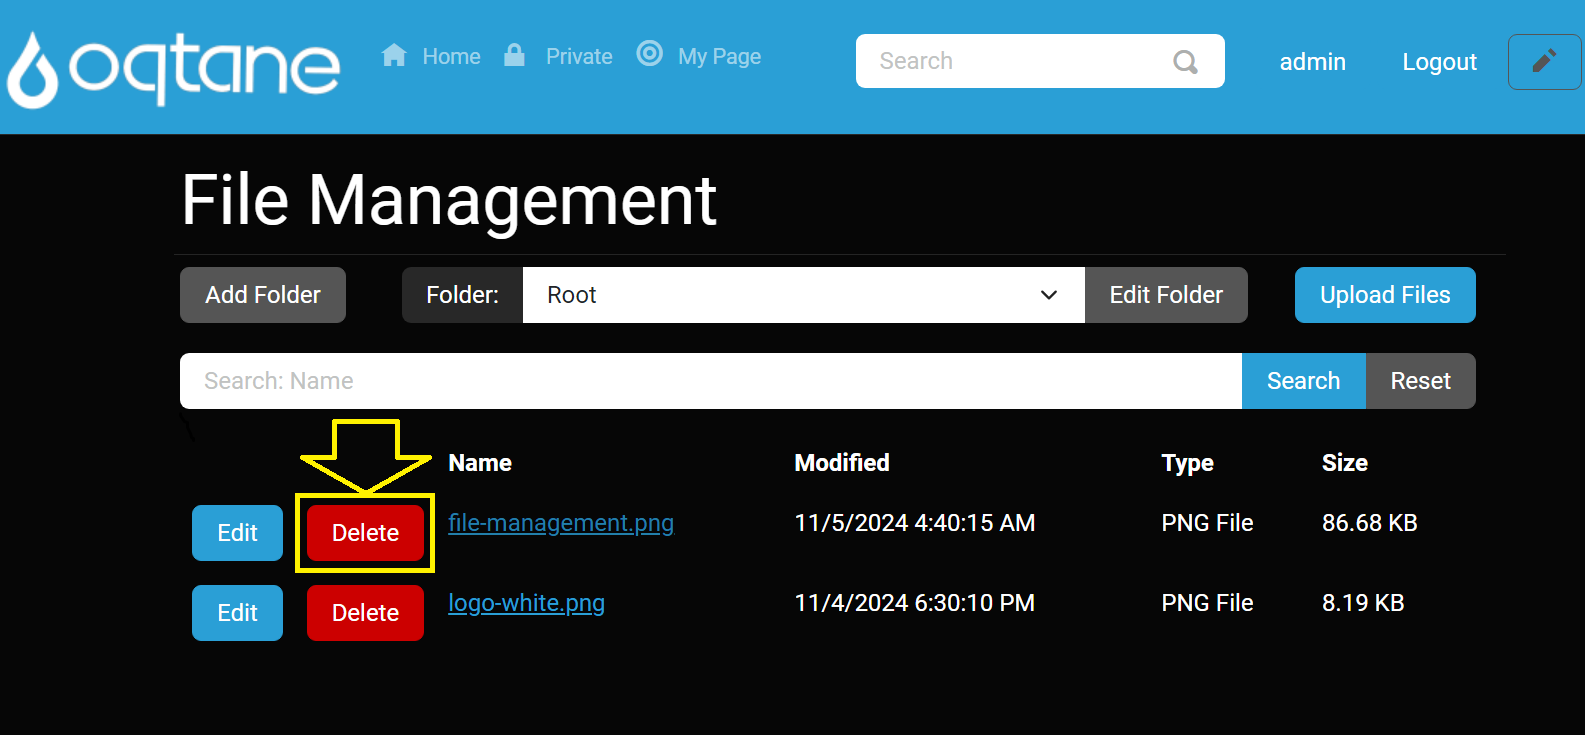 oqtane Home Private My Page Search admin Logout
File Management
Add Folder Folder: Root Edit Folder Upload Files
Search: Name Search Reset
Name Modified Type Size
Edit Delete file-management.png 11/5/2024 4:40:15 AM PNG File 86.68 KB
Edit Delete logo-white.png 11/4/2024 6:30:10 PM PNG File 8.19 KB